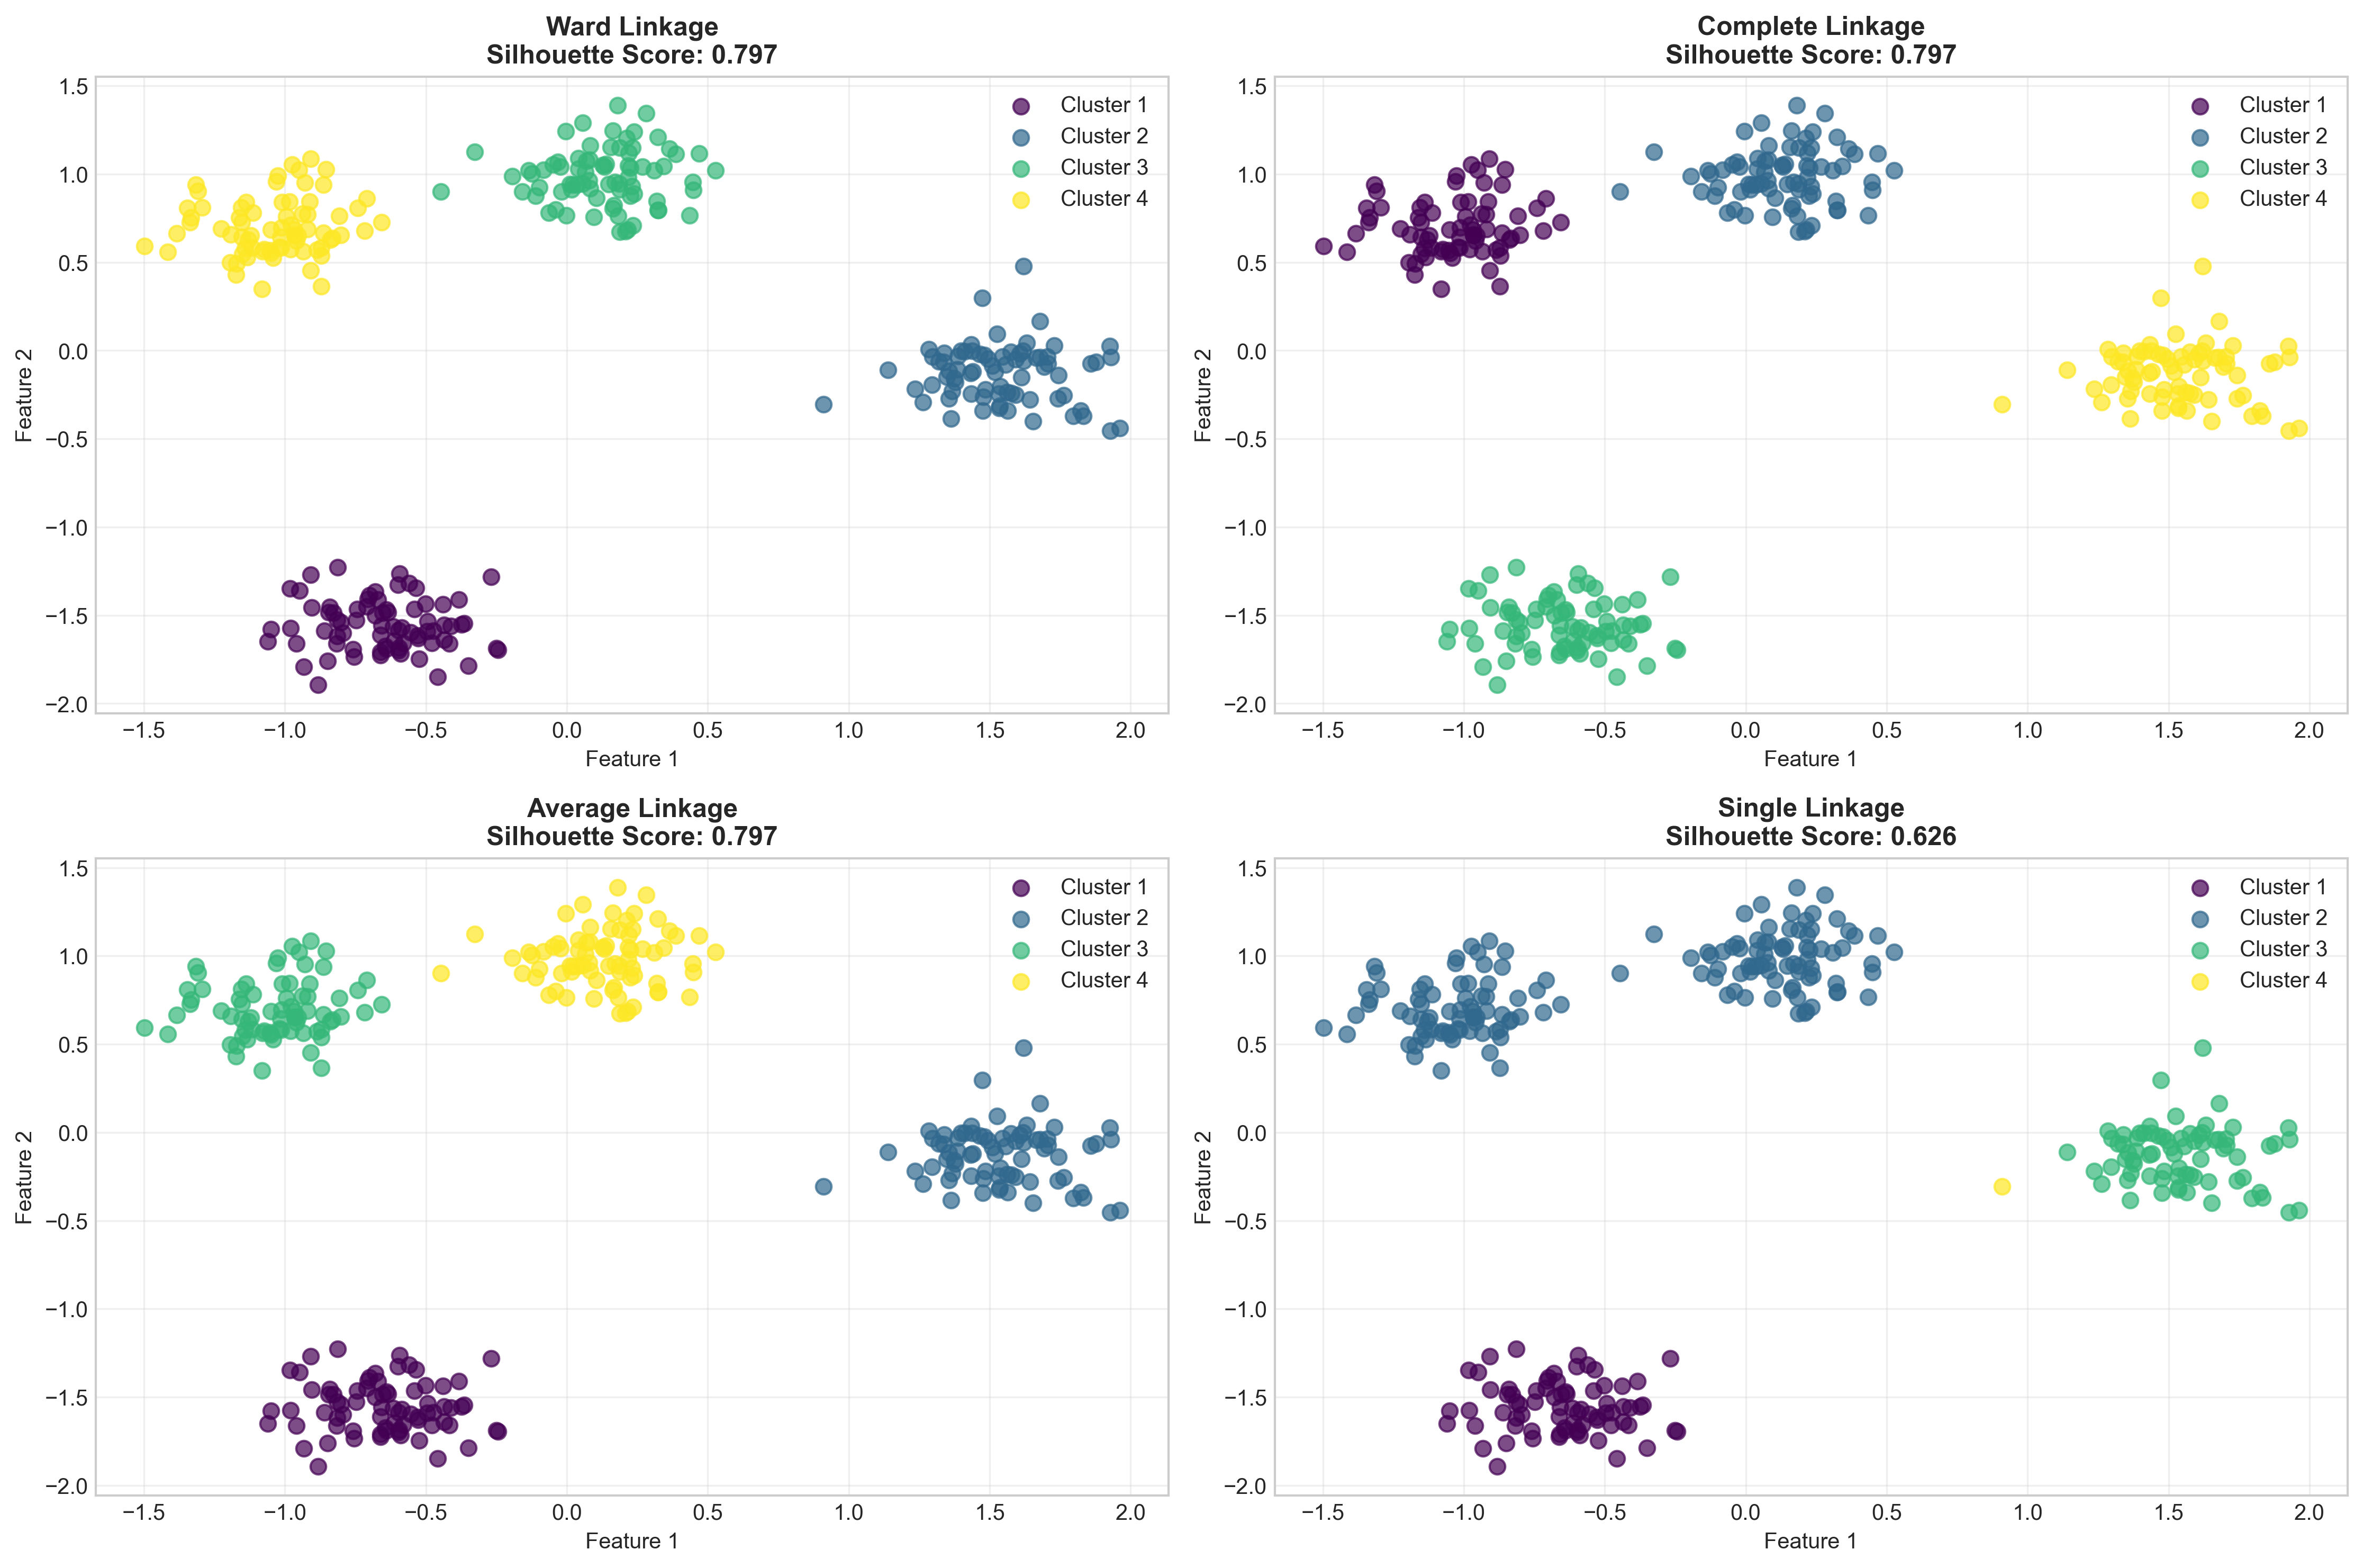 Ward Linkage
Silhouette Score: 0.797
1.5
1.0
0.5
0.0
−0.5
−1.0
−1.5
−2.0
Feature 2
Cluster 1
Cluster 2
Cluster 3
Cluster 4
−1.5 −1.0 −0.5 0.0 0.5 1.0 1.5 2.0
Feature 1
Complete Linkage
Silhouette Score: 0.797
1.5
1.0
0.5
0.0
−0.5
−1.0
−1.5
−2.0
Feature 2
Cluster 1
Cluster 2
Cluster 3
Cluster 4
−1.5 −1.0 −0.5 0.0 0.5 1.0 1.5 2.0
Feature 1
Average Linkage
Silhouette Score: 0.797
1.5
1.0
0.5
0.0
−0.5
−1.0
−1.5
−2.0
Feature 2
Cluster 1
Cluster 2
Cluster 3
Cluster 4
−1.5 −1.0 −0.5 0.0 0.5 1.0 1.5 2.0
Feature 1
Single Linkage
Silhouette Score: 0.626
1.5
1.0
0.5
0.0
−0.5
−1.0
−1.5
−2.0
Feature 2
Cluster 1
Cluster 2
Cluster 3
Cluster 4
−1.5 −1.0 −0.5 0.0 0.5 1.0 1.5 2.0
Feature 1